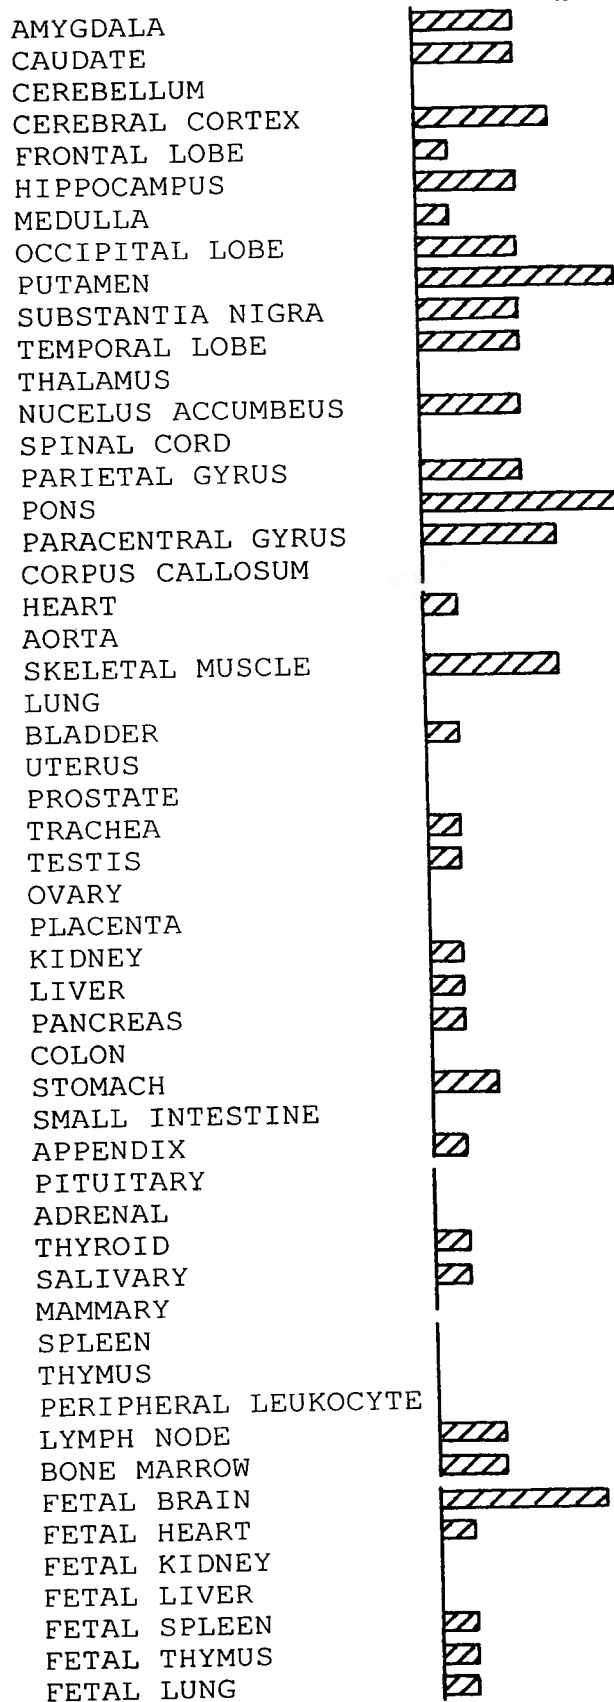 AMYGDALA
CAUDATE
CEREBELLUM
CEREBRAL CORTEX
FRONTAL LOBE
HIPPOCAMPUS
MEDULLA
OCCIPITAL LOBE
PUTAMEN
SUBSTANTIA NIGRA
TEMPORAL LOBE
THALAMUS
NUCELUS ACCUMBEUS
SPINAL CORD
PARIETAL GYRUS
PONS
PARACENTRAL GYRUS
CORPUS CALLOSUM
HEART
AORTA
SKELETAL MUSCLE
LUNG
BLADDER
UTERUS
PROSTATE
TRACHEA
TESTIS
OVARY
PLACENTA
KIDNEY
LIVER
PANCREAS
COLON
STOMACH
SMALL INTESTINE
APPENDIX
PITUITARY
ADRENAL
THYROID
SALIVARY
MAMMARY
SPLEEN
THYMUS
PERIPHERAL LEUKOCYTE
LYMPH NODE
BONE MARROW
FETAL BRAIN
FETAL HEART
FETAL KIDNEY
FETAL LIVER
FETAL SPLEEN
FETAL THYMUS
FETAL LUNG